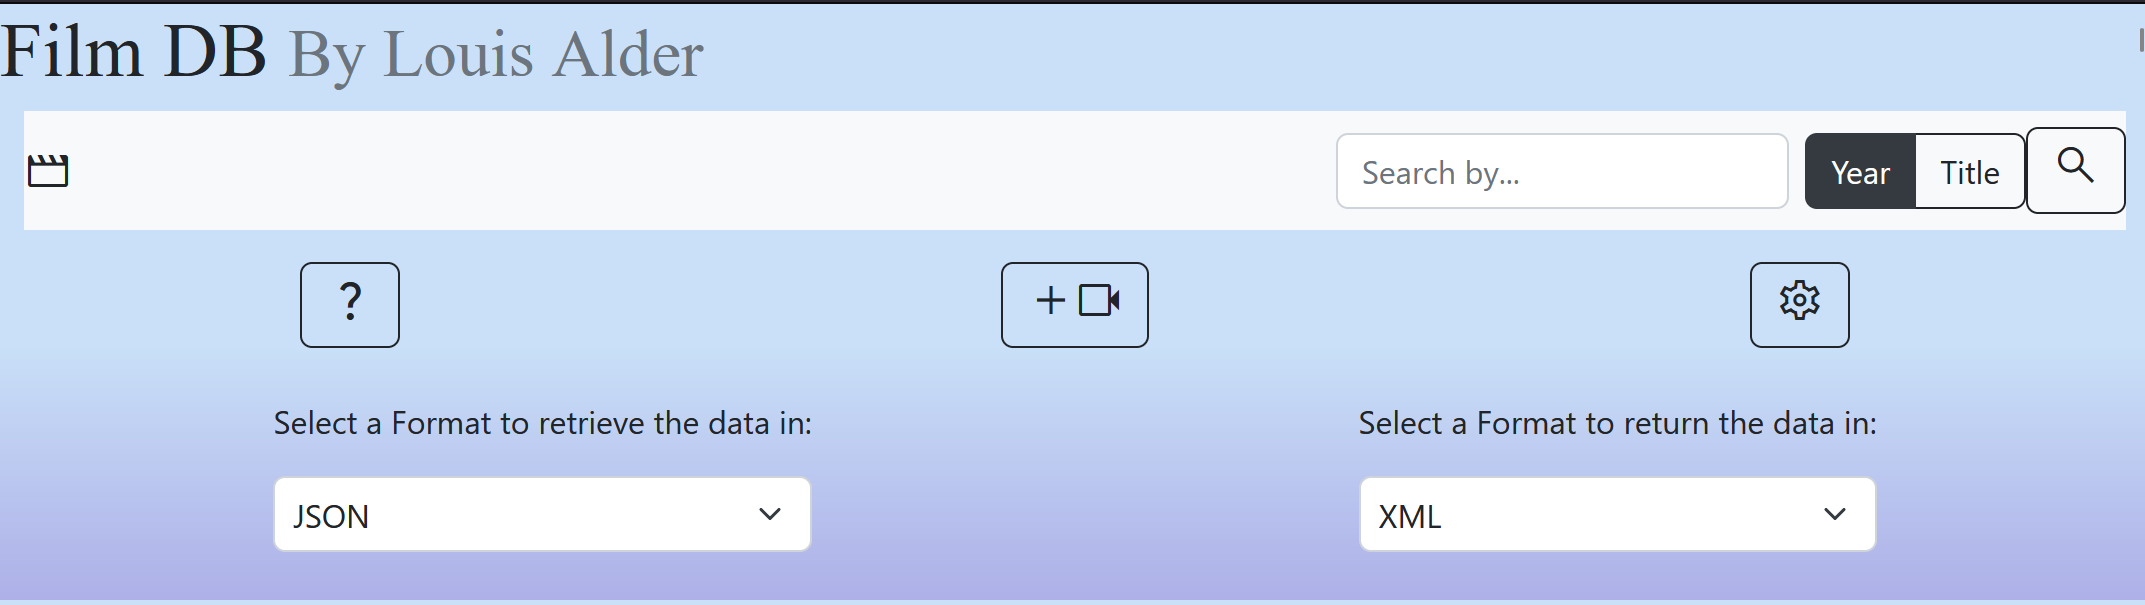 Film DB By Louis Alder
Search by... Year Title
?
+
Select a Format to retrieve the data in: Select a Format to return the data in:
JSON XML